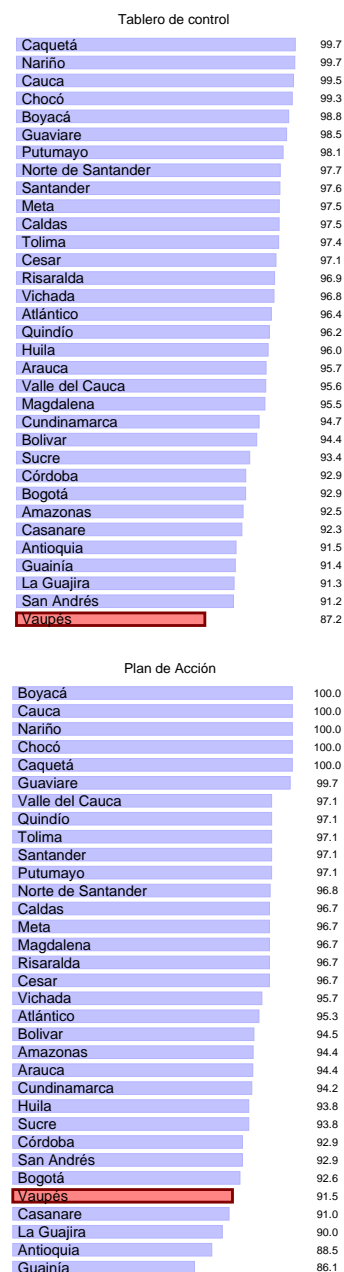 Tablero de control
Caquetá 99.7
Nariño 99.7
Cauca 99.5
Chocó 99.3
Boyacá 98.8
Guaviare 98.5
Putumayo 98.1
Norte de Santander 97.7
Santander 97.6
Meta 97.5
Caldas 97.5
Tolima 97.4
Cesar 97.1
Risaralda 96.9
Vichada 96.8
Atlántico 96.4
Quindío 96.2
Huila 96.0
Arauca 95.7
Valle del Cauca 95.6
Magdalena 95.5
Cundinamarca 94.7
Bolivar 94.4
Sucre 93.4
Córdoba 92.9
Bogotá 92.9
Amazonas 92.5
Casanare 92.3
Antioquia 91.5
Guainía 91.4
La Guajira 91.3
San Andrés 91.2
Vaupés 87.2
Plan de Acción
Boyacá 100.0
Cauca 100.0
Nariño 100.0
Chocó 100.0
Caquetá 100.0
Guaviare 99.7
Valle del Cauca 97.1
Quindío 97.1
Tolima 97.1
Santander 97.1
Putumayo 97.1
Norte de Santander 96.8
Caldas 96.7
Meta 96.7
Magdalena 96.7
Risaralda 96.7
Cesar 96.7
Vichada 95.7
Atlántico 95.3
Bolivar 94.5
Amazonas 94.4
Arauca 94.4
Cundinamarca 94.2
Huila 93.8
Sucre 93.8
Córdoba 92.9
San Andrés 92.9
Bogotá 92.6
Vaupés 91.5
Casanare 91.0
La Guajira 90.0
Antioquia 88.5
Guainía 86.1